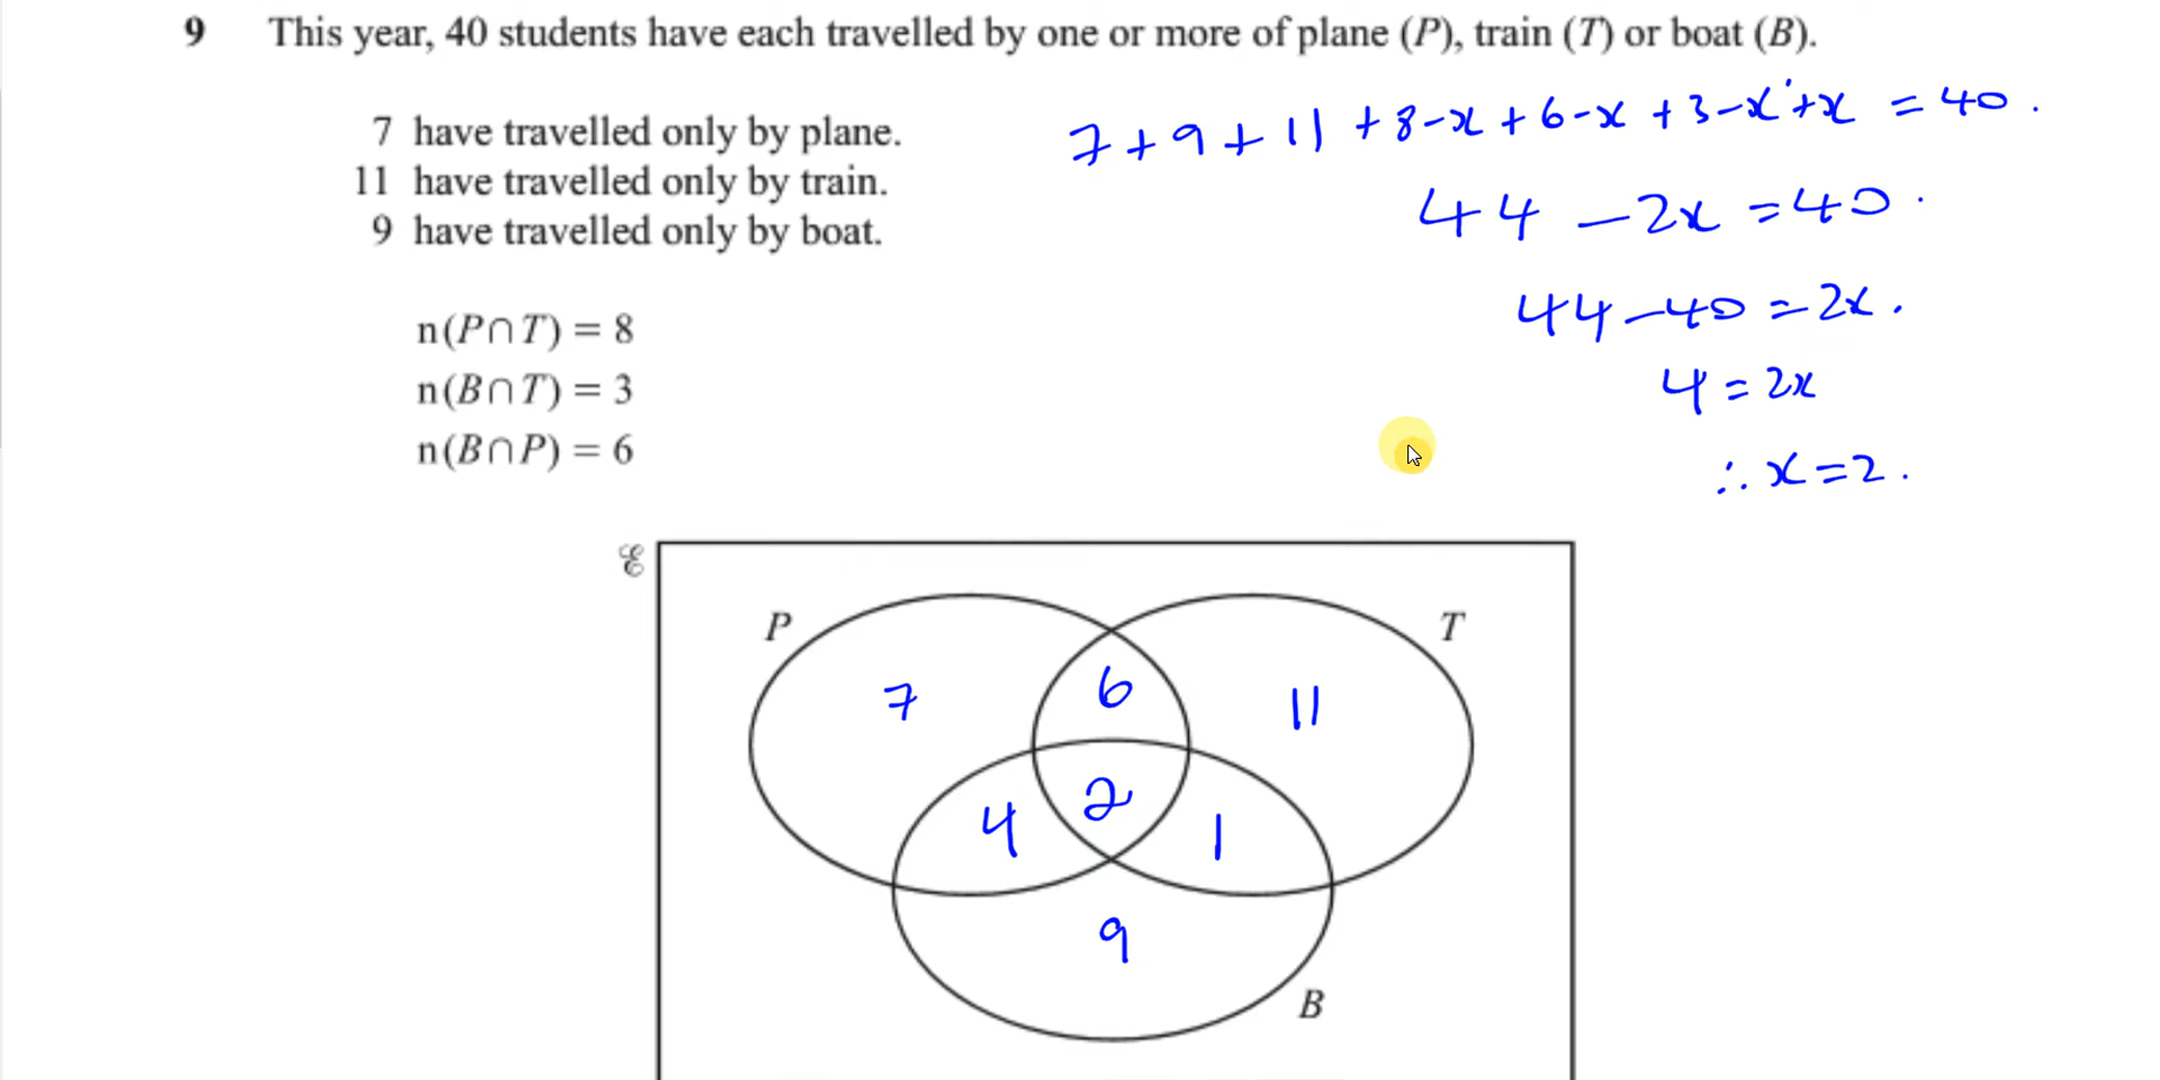 9 This year, 40 students have each travelled by one or more of plane (P), train (T) or boat (B).
7 have travelled only by plane.
11 have travelled only by train.
9 have travelled only by boat.
n(P∩T) = 8
n(B∩T) = 3
n(B∩P) = 6
7+9+11+8-x+6-x+3-x+x = 40.
44 - 2x = 40.
44 - 40 = 2x.
4 = 2x
∴ x = 2.
ℰ
P
T
7
6
11
4
2
1
9
B